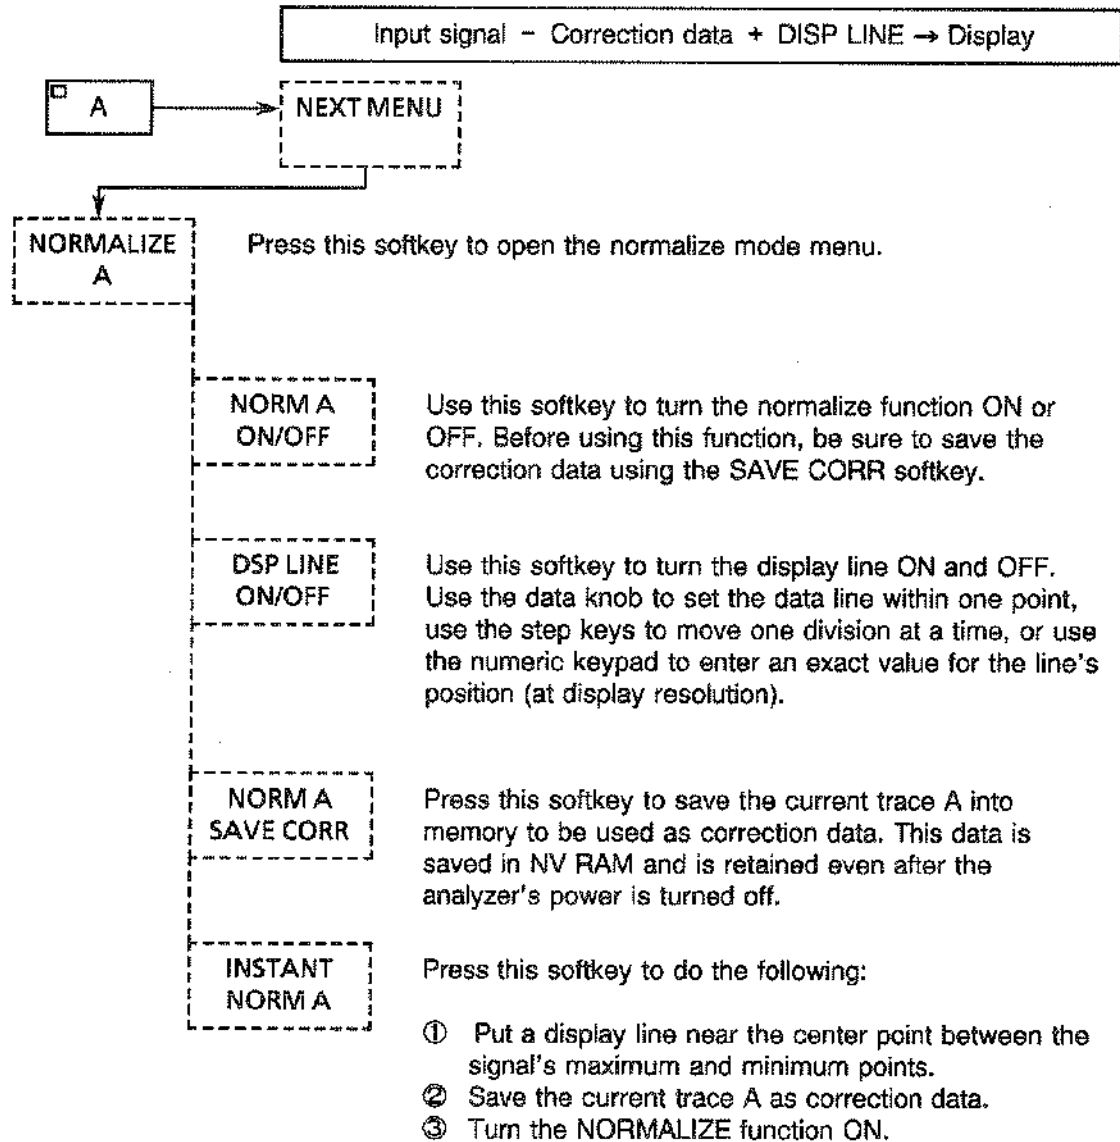 Input signal − Correction data + DISP LINE → Display
A
NEXT MENU
NORMALIZE
A
Press this softkey to open the normalize mode menu.
NORM A
ON/OFF
Use this softkey to turn the normalize function ON or
OFF. Before using this function, be sure to save the
correction data using the SAVE CORR softkey.
DSP LINE
ON/OFF
Use this softkey to turn the display line ON and OFF.
Use the data knob to set the data line within one point,
use the step keys to move one division at a time, or use
the numeric keypad to enter an exact value for the line's
position (at display resolution).
NORM A
SAVE CORR
Press this softkey to save the current trace A into
memory to be used as correction data. This data is
saved in NV RAM and is retained even after the
analyzer's power is turned off.
INSTANT
NORM A
Press this softkey to do the following:
① Put a display line near the center point between the
signal's maximum and minimum points.
② Save the current trace A as correction data.
③ Turn the NORMALIZE function ON.